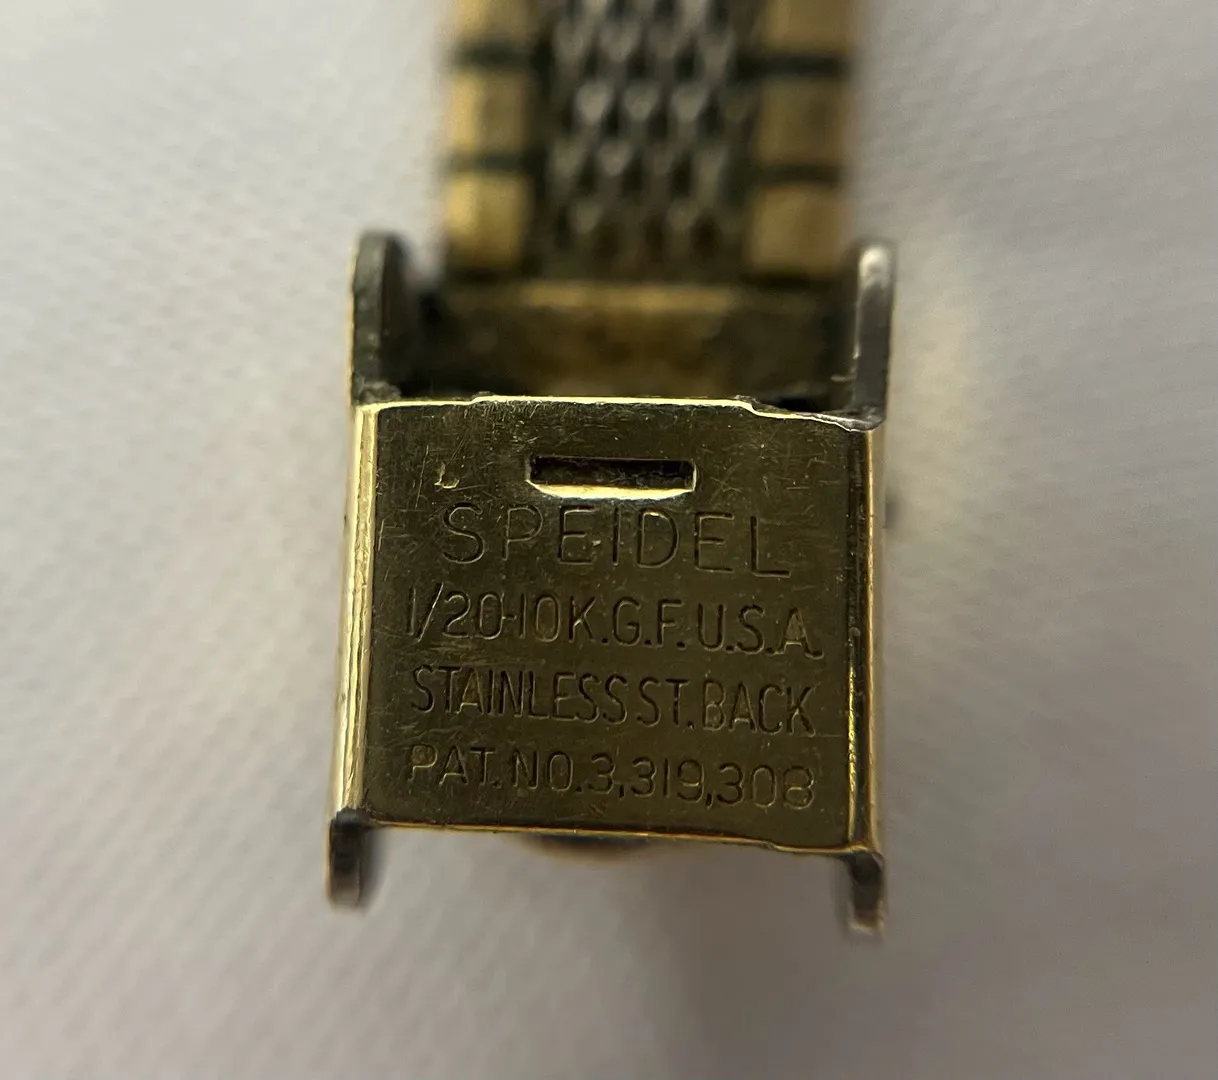 SPEIDEL
1/20-10K.G.F. U.S.A.
STAINLESS ST. BACK
PAT. NO. 3,319,308